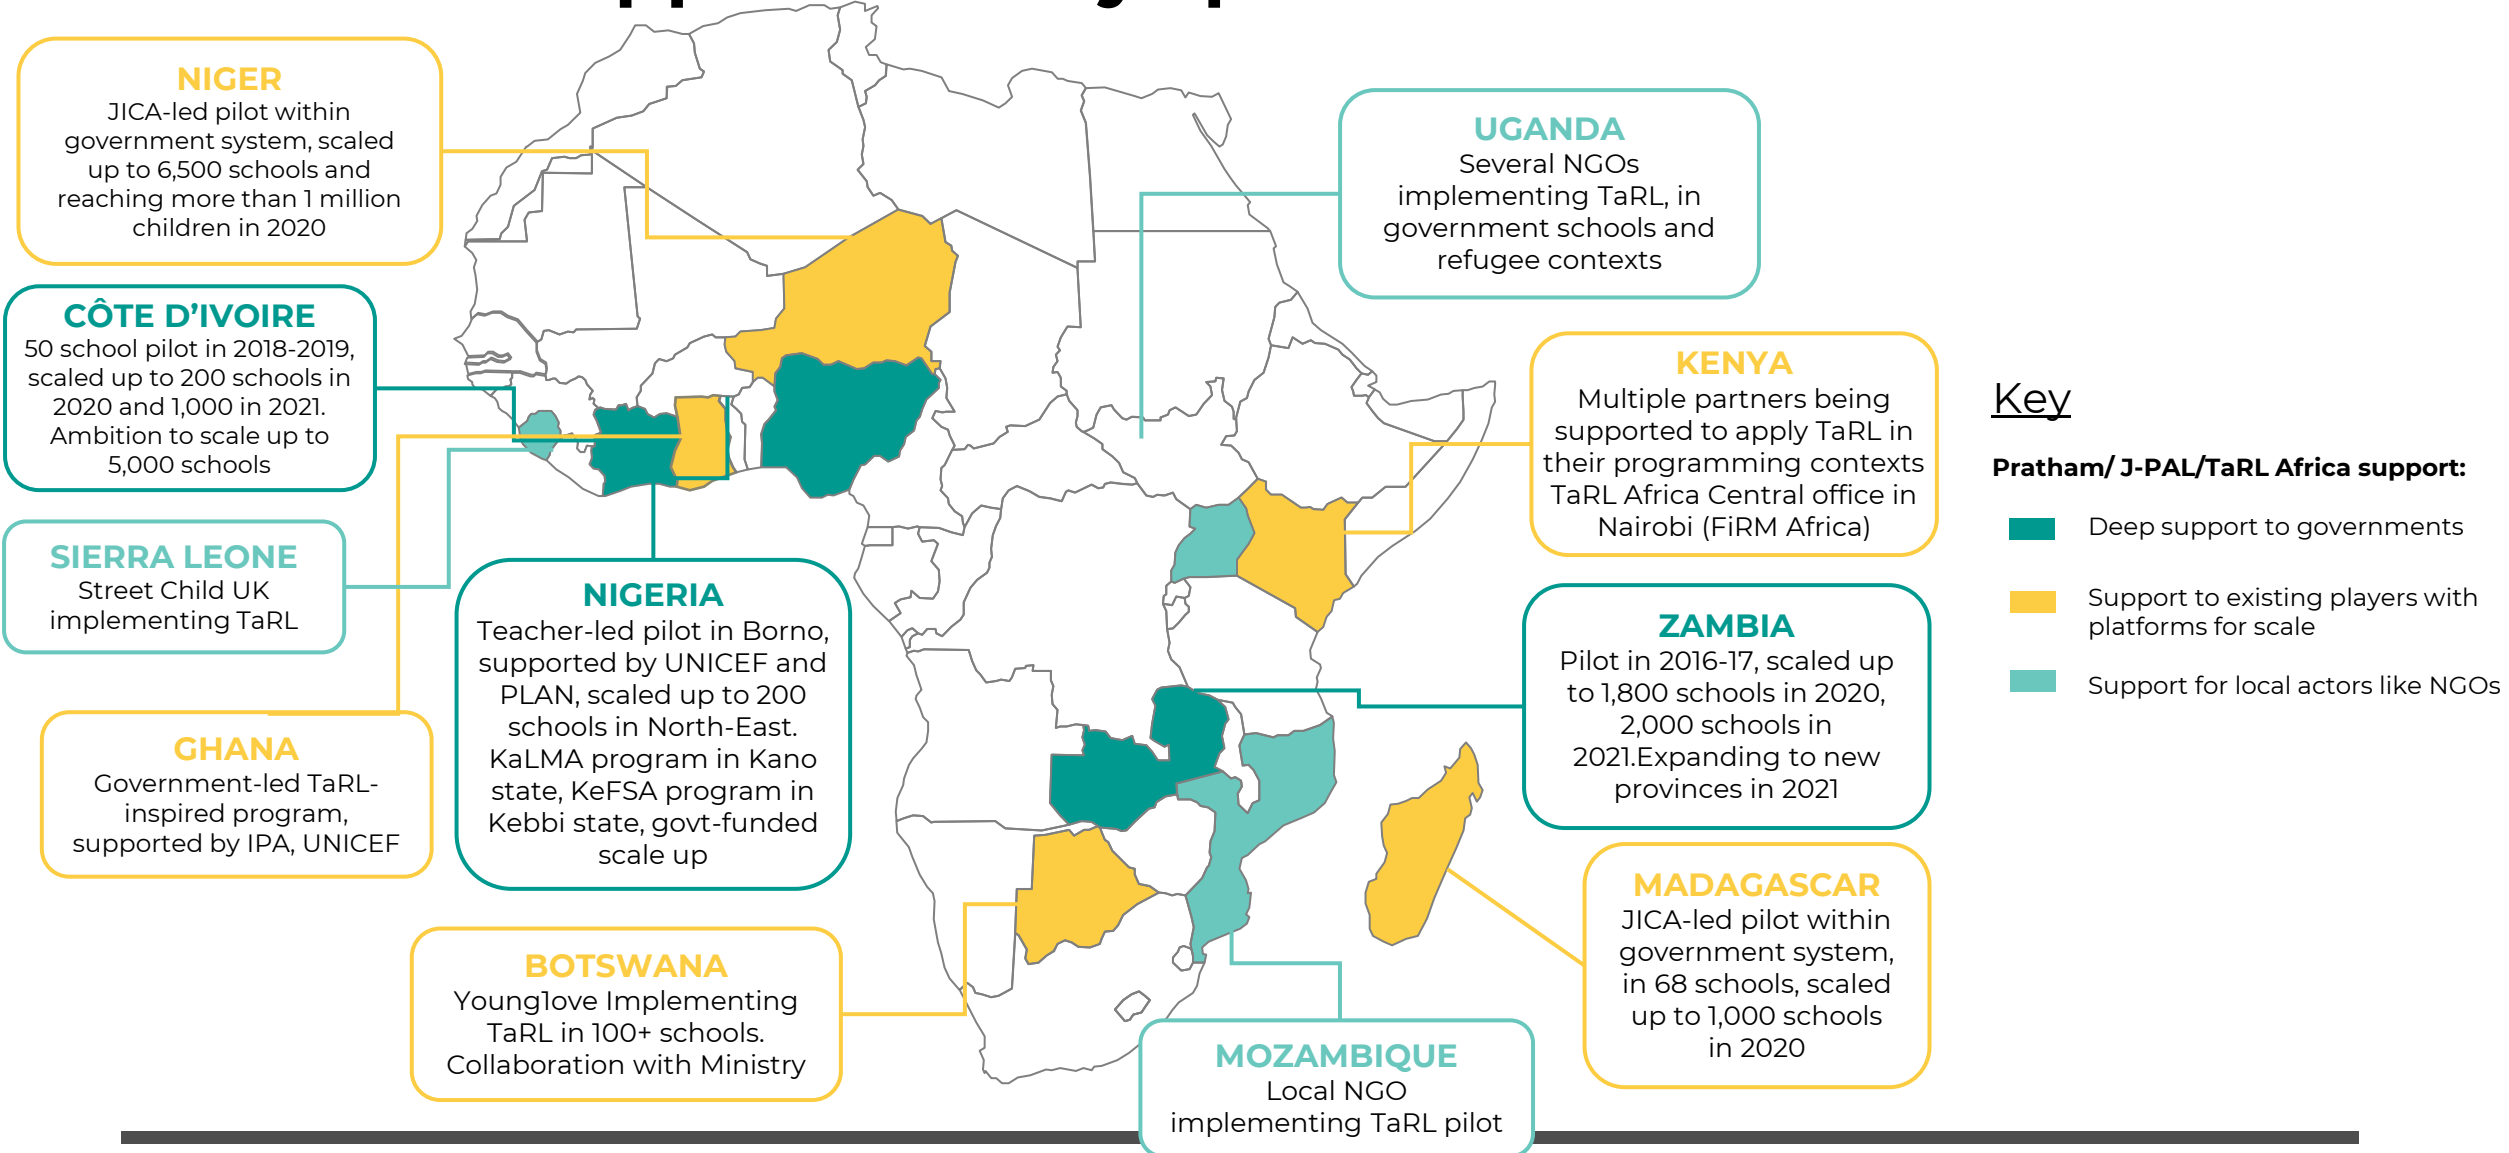 NIGER
JICA-led pilot within
government system, scaled
up to 6,500 schools and
reaching more than 1 million
children in 2020
CÔTE D’IVOIRE
50 school pilot in 2018-2019,
scaled up to 200 schools in
2020 and 1,000 in 2021.
Ambition to scale up to
5,000 schools
SIERRA LEONE
Street Child UK
implementing TaRL
GHANA
Government-led TaRL-
inspired program,
supported by IPA, UNICEF
NIGERIA
Teacher-led pilot in Borno,
supported by UNICEF and
PLAN, scaled up to 200
schools in North-East.
KaLMA program in Kano
state, KeFSA program in
Kebbi state, govt-funded
scale up
BOTSWANA
Young1ove Implementing
TaRL in 100+ schools.
Collaboration with Ministry
UGANDA
Several NGOs
implementing TaRL, in
government schools and
refugee contexts
KENYA
Multiple partners being
supported to apply TaRL in
their programming contexts
TaRL Africa Central office in
Nairobi (FiRM Africa)
ZAMBIA
Pilot in 2016-17, scaled up
to 1,800 schools in 2020,
2,000 schools in
2021.Expanding to new
provinces in 2021
MADAGASCAR
JICA-led pilot within
government system,
in 68 schools, scaled
up to 1,000 schools
in 2020
MOZAMBIQUE
Local NGO
implementing TaRL pilot
Key
Pratham/ J-PAL/TaRL Africa support:
Deep support to governments
Support to existing players with
platforms for scale
Support for local actors like NGOs